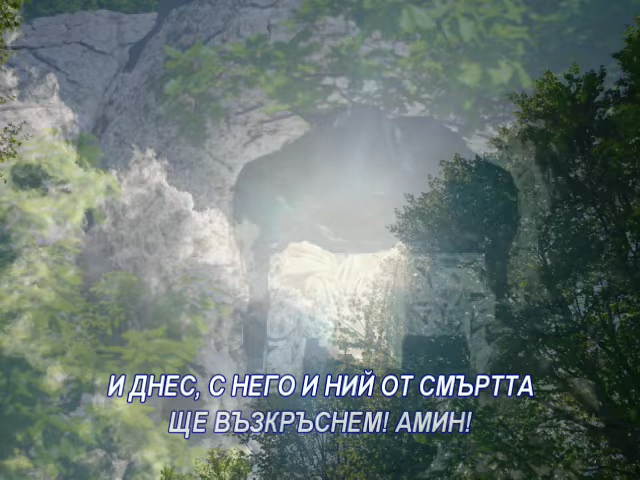 И ДНЕС, С НЕГО И НИЙ ОТ СМЪРТТА
ЩЕ ВЪЗКРЪСНЕМ! АМИН!